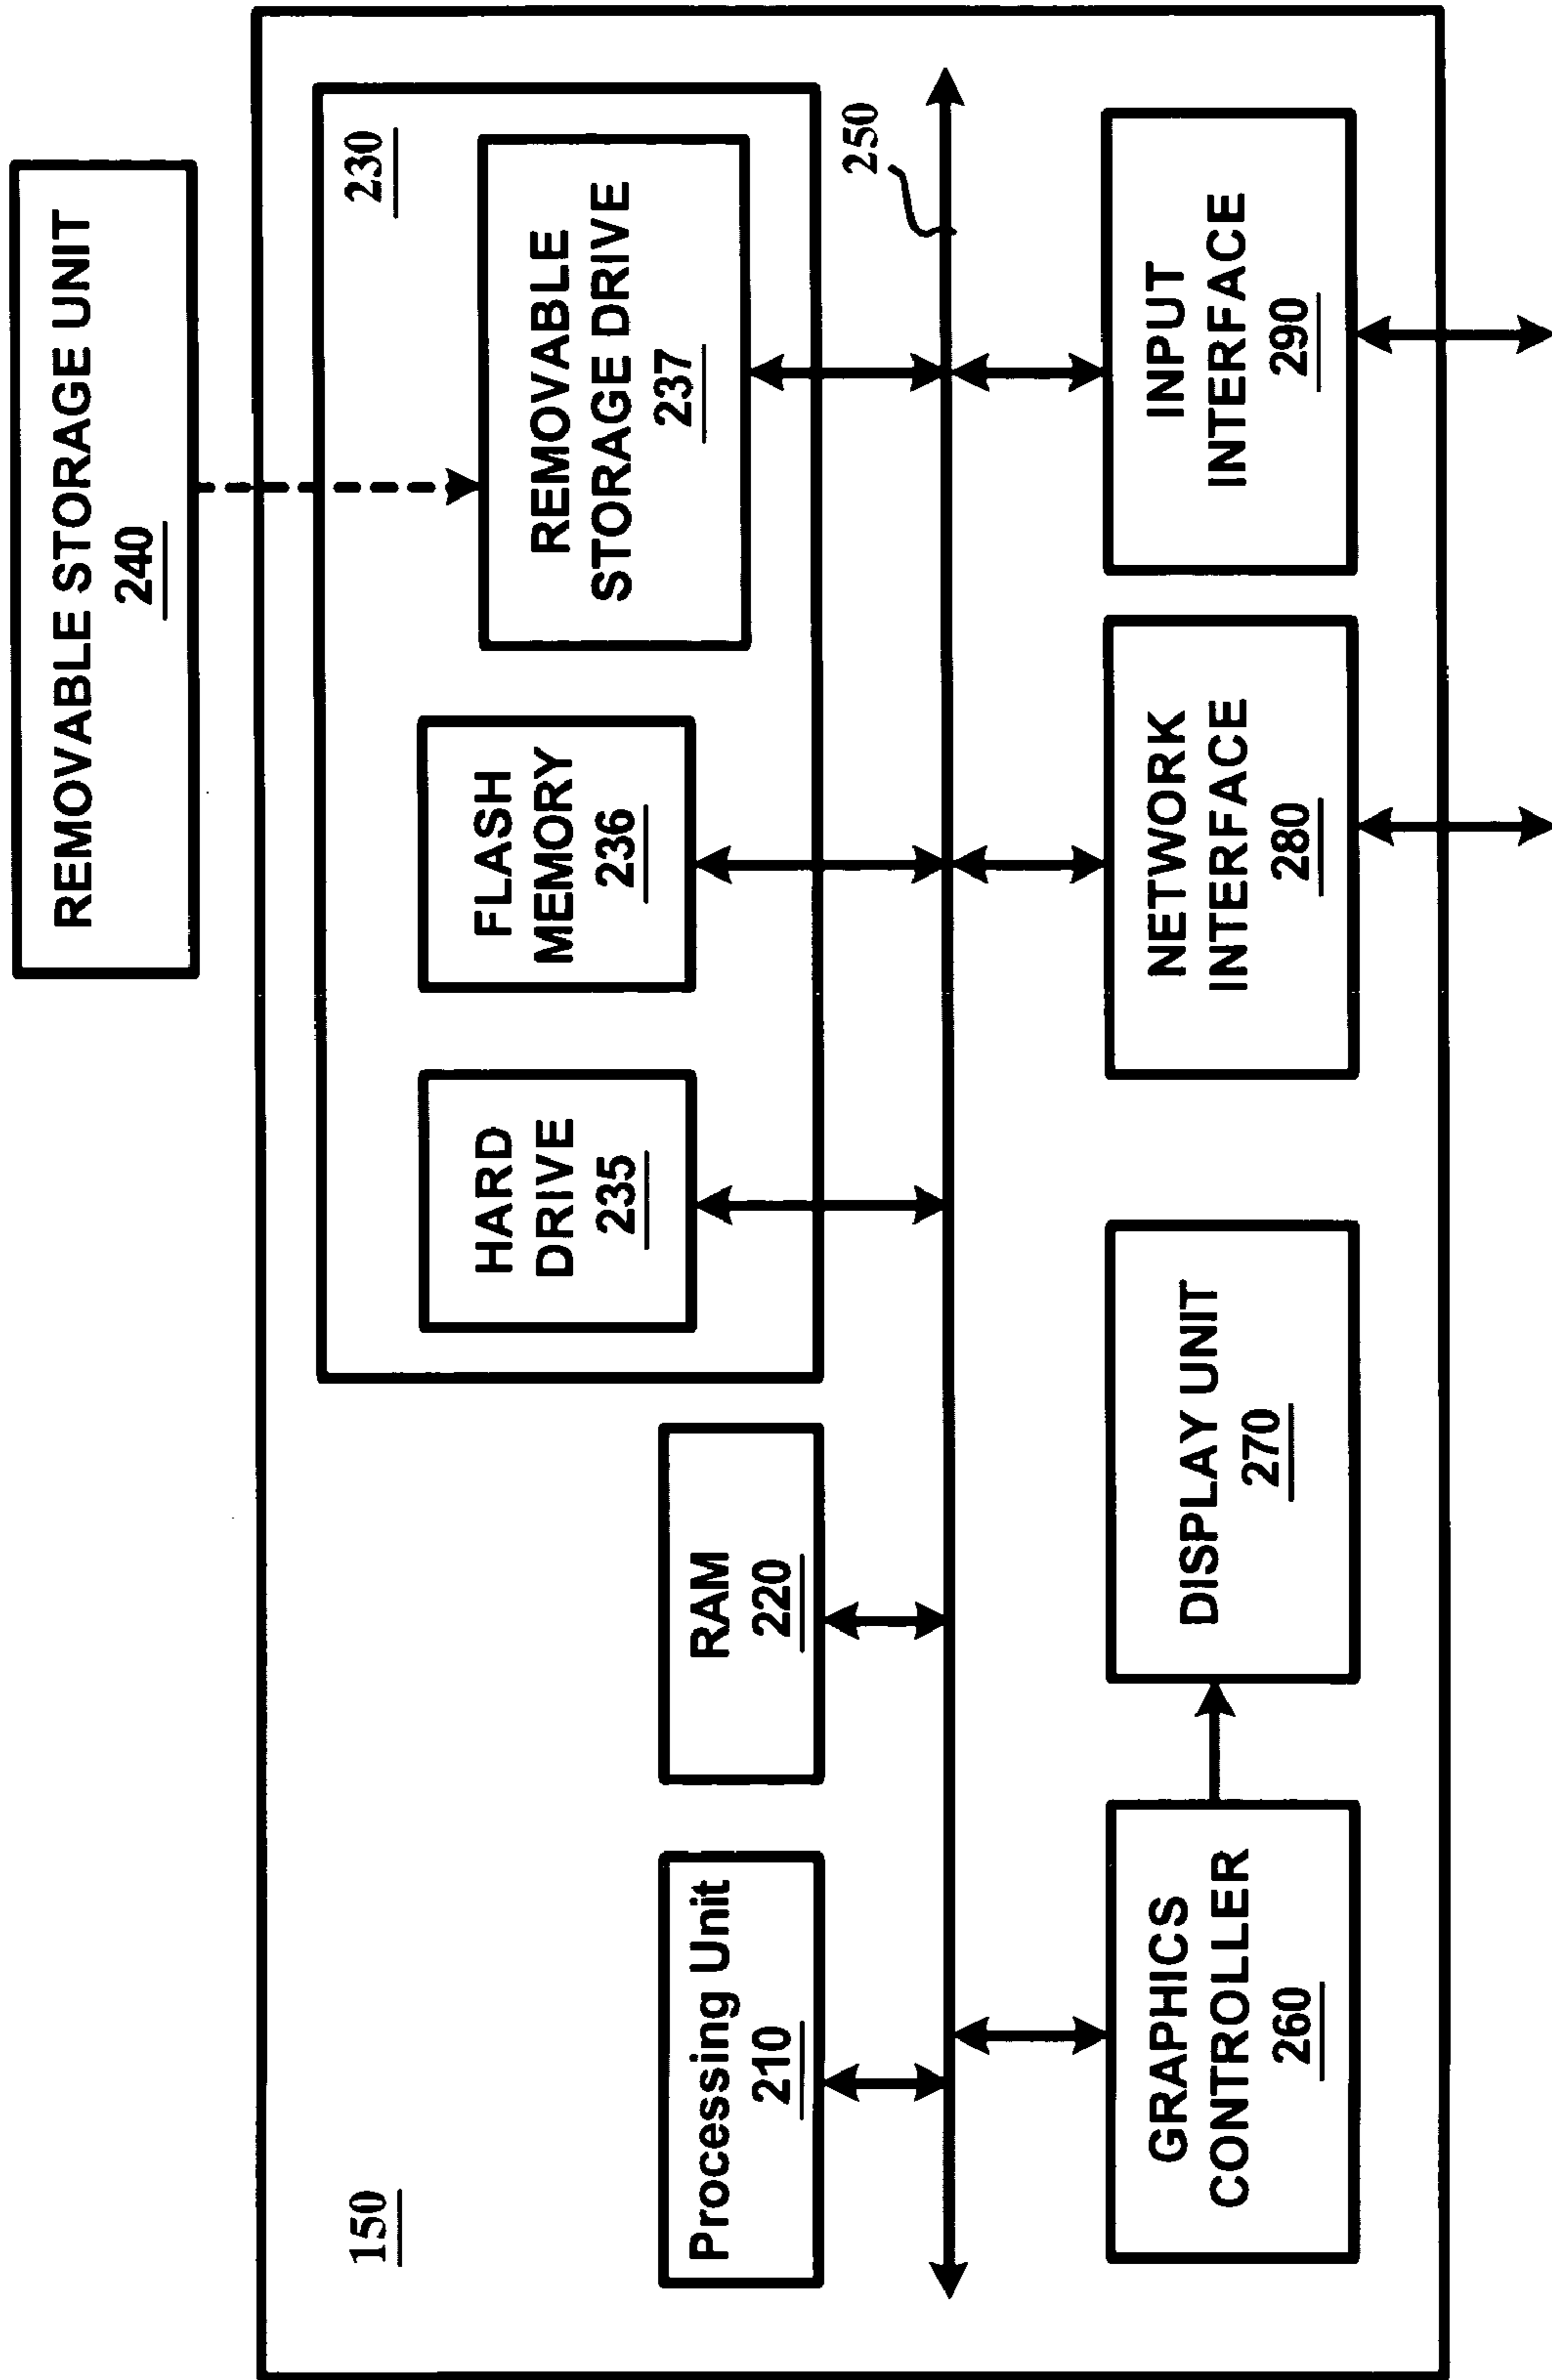 REMOVABLE STORAGE UNIT
240
150
230
Processing Unit
210
RAM
220
HARD
DRIVE
235
FLASH
MEMORY
236
REMOVABLE
STORAGE DRIVE
237
250
GRAPHICS
CONTROLLER
260
DISPLAY UNIT
270
NETWORK
INTERFACE
280
INPUT
INTERFACE
290